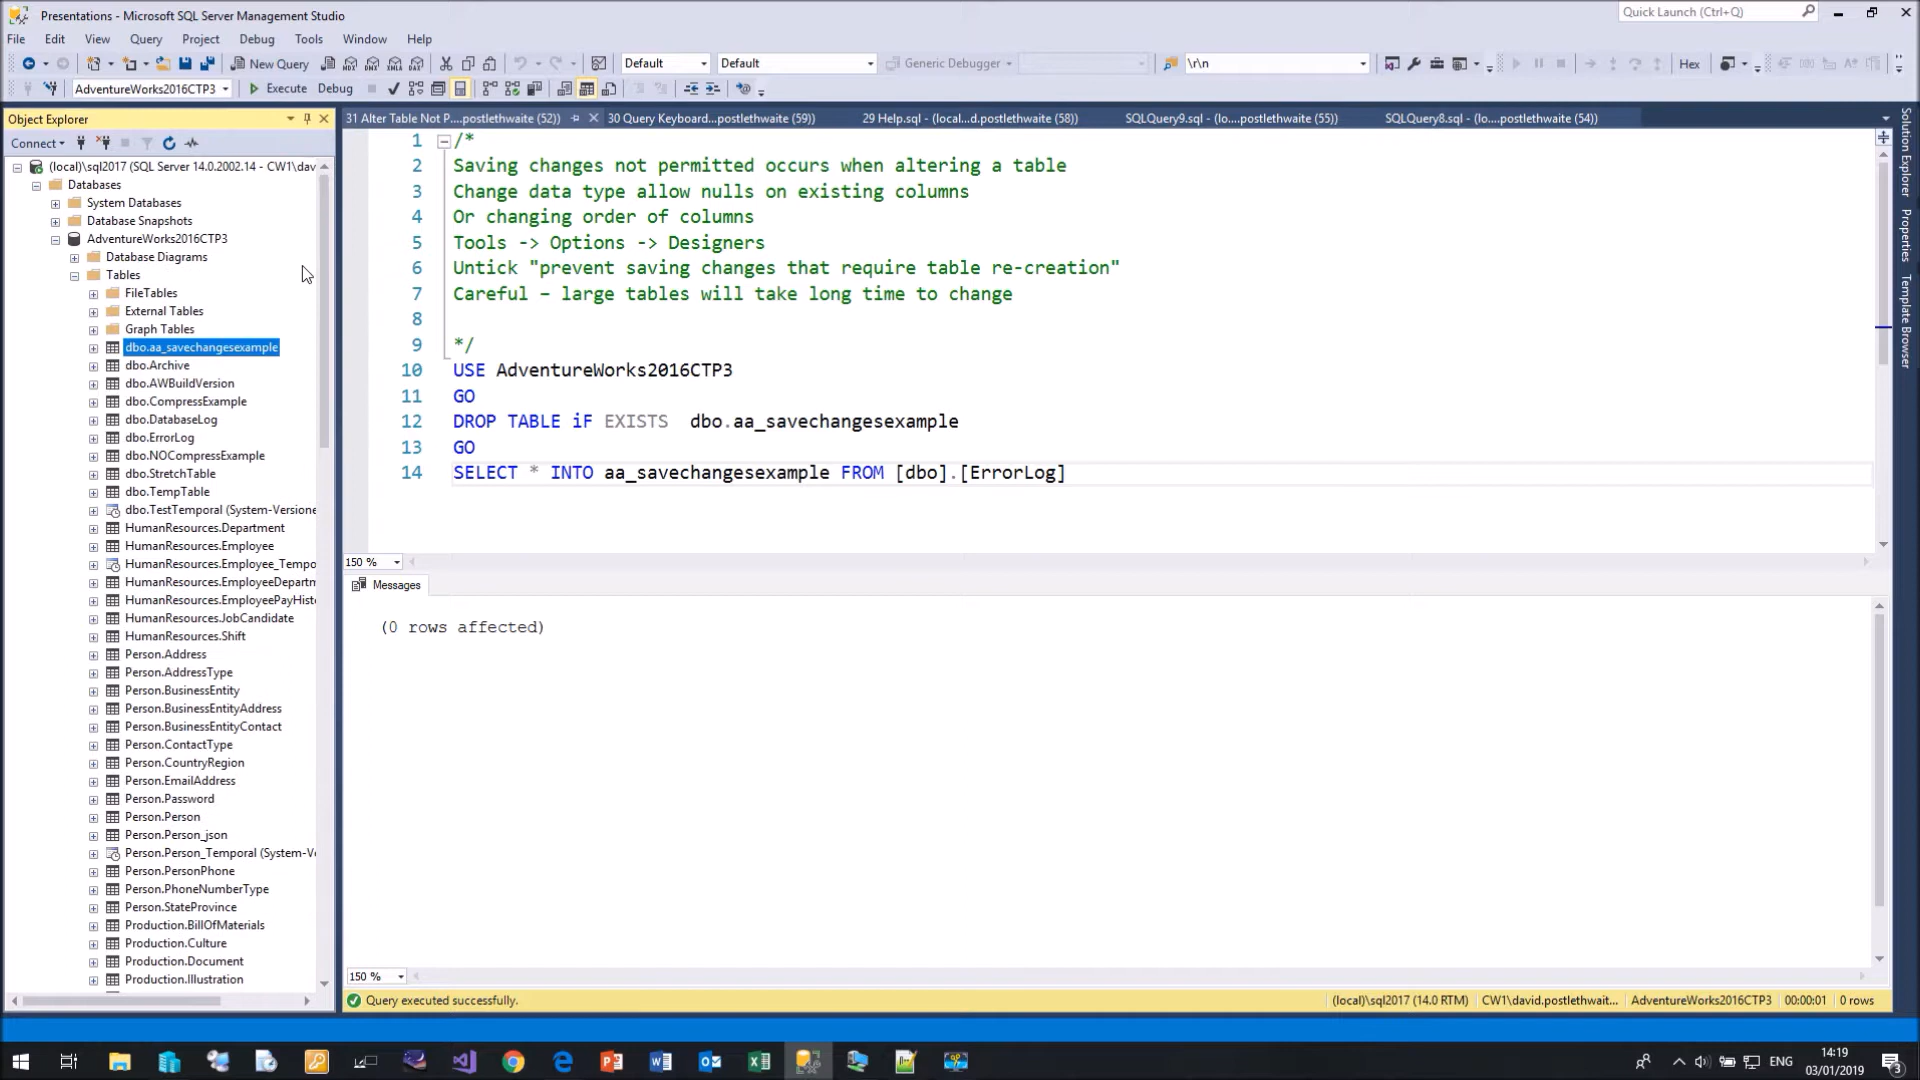 Presentations - Microsoft SQL Server Management Studio
Quick Launch (Ctrl+Q)
File Edit View Query Project Debug Tools Window Help
New Query
MDX DMX XMLA DAX
Default
Default
Generic Debugger
\r\n
Hex
AdventureWorks2016CTP3
Execute Debug
Object Explorer
31 Alter Table Not P....postlethwaite (52))
30 Query Keyboard...postlethwaite (59))
29 Help.sql - (local...d.postlethwaite (58))
SQLQuery9.sql - (lo....postlethwaite (55))
SQLQuery8.sql - (lo....postlethwaite (54))
Connect
(local)\sql2017 (SQL Server 14.0.2002.14 - CW1\dav
Databases
System Databases
Database Snapshots
AdventureWorks2016CTP3
Database Diagrams
Tables
FileTables
External Tables
Graph Tables
dbo.aa_savechangesexample
dbo.Archive
dbo.AWBuildVersion
dbo.CompressExample
dbo.DatabaseLog
dbo.ErrorLog
dbo.NOCompressExample
dbo.StretchTable
dbo.TempTable
dbo.TestTemporal (System-Versione
HumanResources.Department
HumanResources.Employee
HumanResources.Employee_Tempo
HumanResources.EmployeeDepartm
HumanResources.EmployeePayHisto
HumanResources.JobCandidate
HumanResources.Shift
Person.Address
Person.AddressType
Person.BusinessEntity
Person.BusinessEntityAddress
Person.BusinessEntityContact
Person.ContactType
Person.CountryRegion
Person.EmailAddress
Person.Password
Person.Person
Person.Person_json
Person.Person_Temporal (System-Ve
Person.PersonPhone
Person.PhoneNumberType
Person.StateProvince
Production.BillOfMaterials
Production.Culture
Production.Document
Production.Illustration
1 /*
2 Saving changes not permitted occurs when altering a table
3 Change data type allow nulls on existing columns
4 Or changing order of columns
5 Tools -> Options -> Designers
6 Untick "prevent saving changes that require table re-creation"
7 Careful – large tables will take long time to change
8
9 */
10 USE AdventureWorks2016CTP3
11 GO
12 DROP TABLE iF EXISTS dbo.aa_savechangesexample
13 GO
14 SELECT * INTO aa_savechangesexample FROM [dbo].[ErrorLog]
150 %
Messages
(0 rows affected)
150 %
Query executed successfully.
(local)\sql2017 (14.0 RTM)
CW1\david.postlethwait...
AdventureWorks2016CTP3
00:00:01
0 rows
Solution Explorer
Properties
Template Browser
ENG
14:19
03/01/2019
3